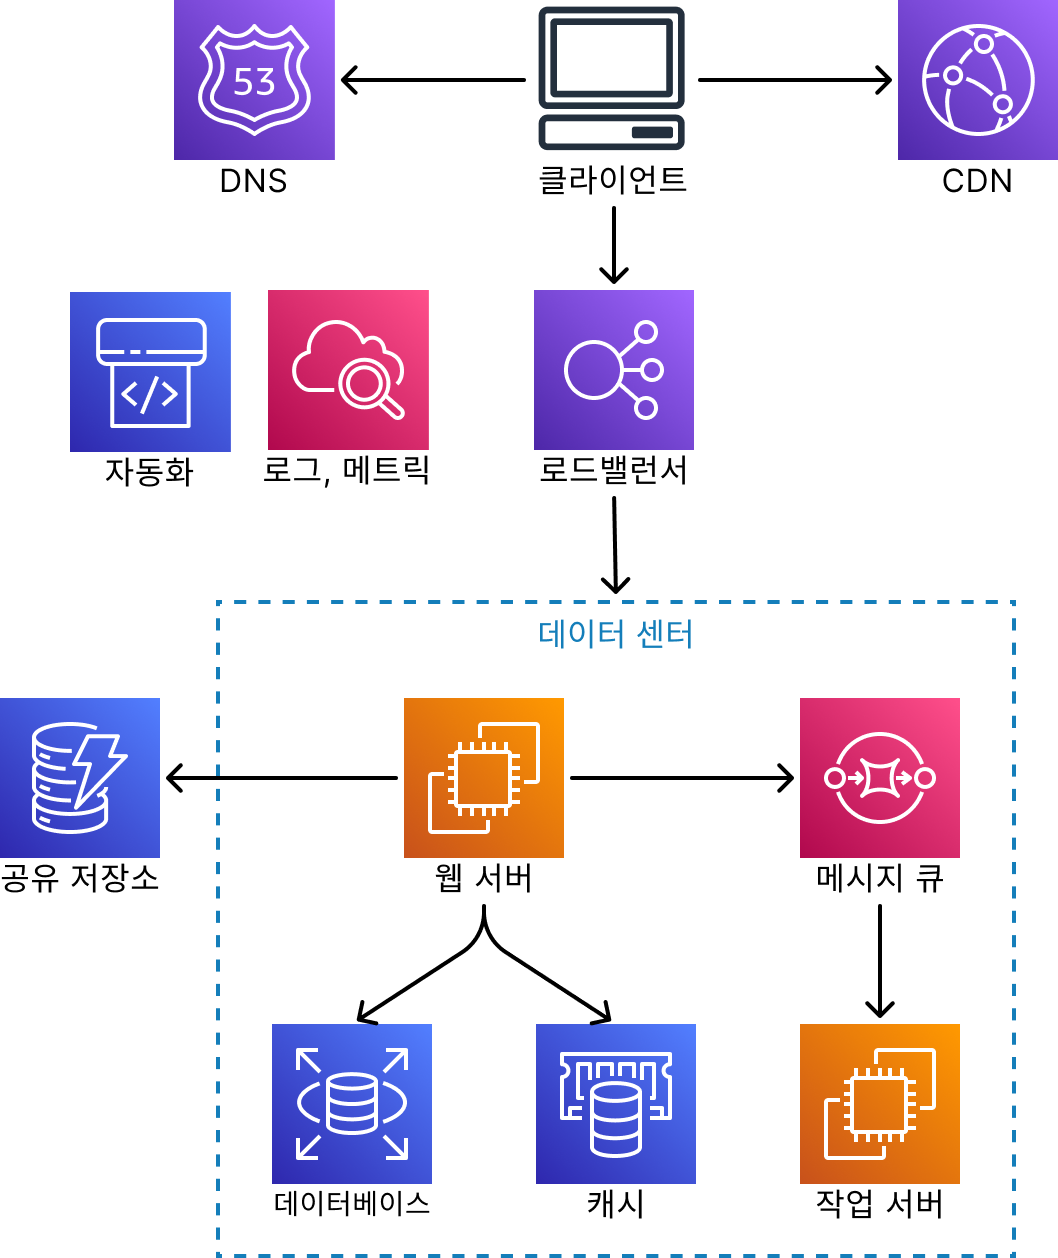 53
DNS
클라이언트
CDN
자동화
로그, 메트릭
로드밸런서
데이터 센터
공유 저장소
웹 서버
메시지 큐
데이터베이스
캐시
작업 서버